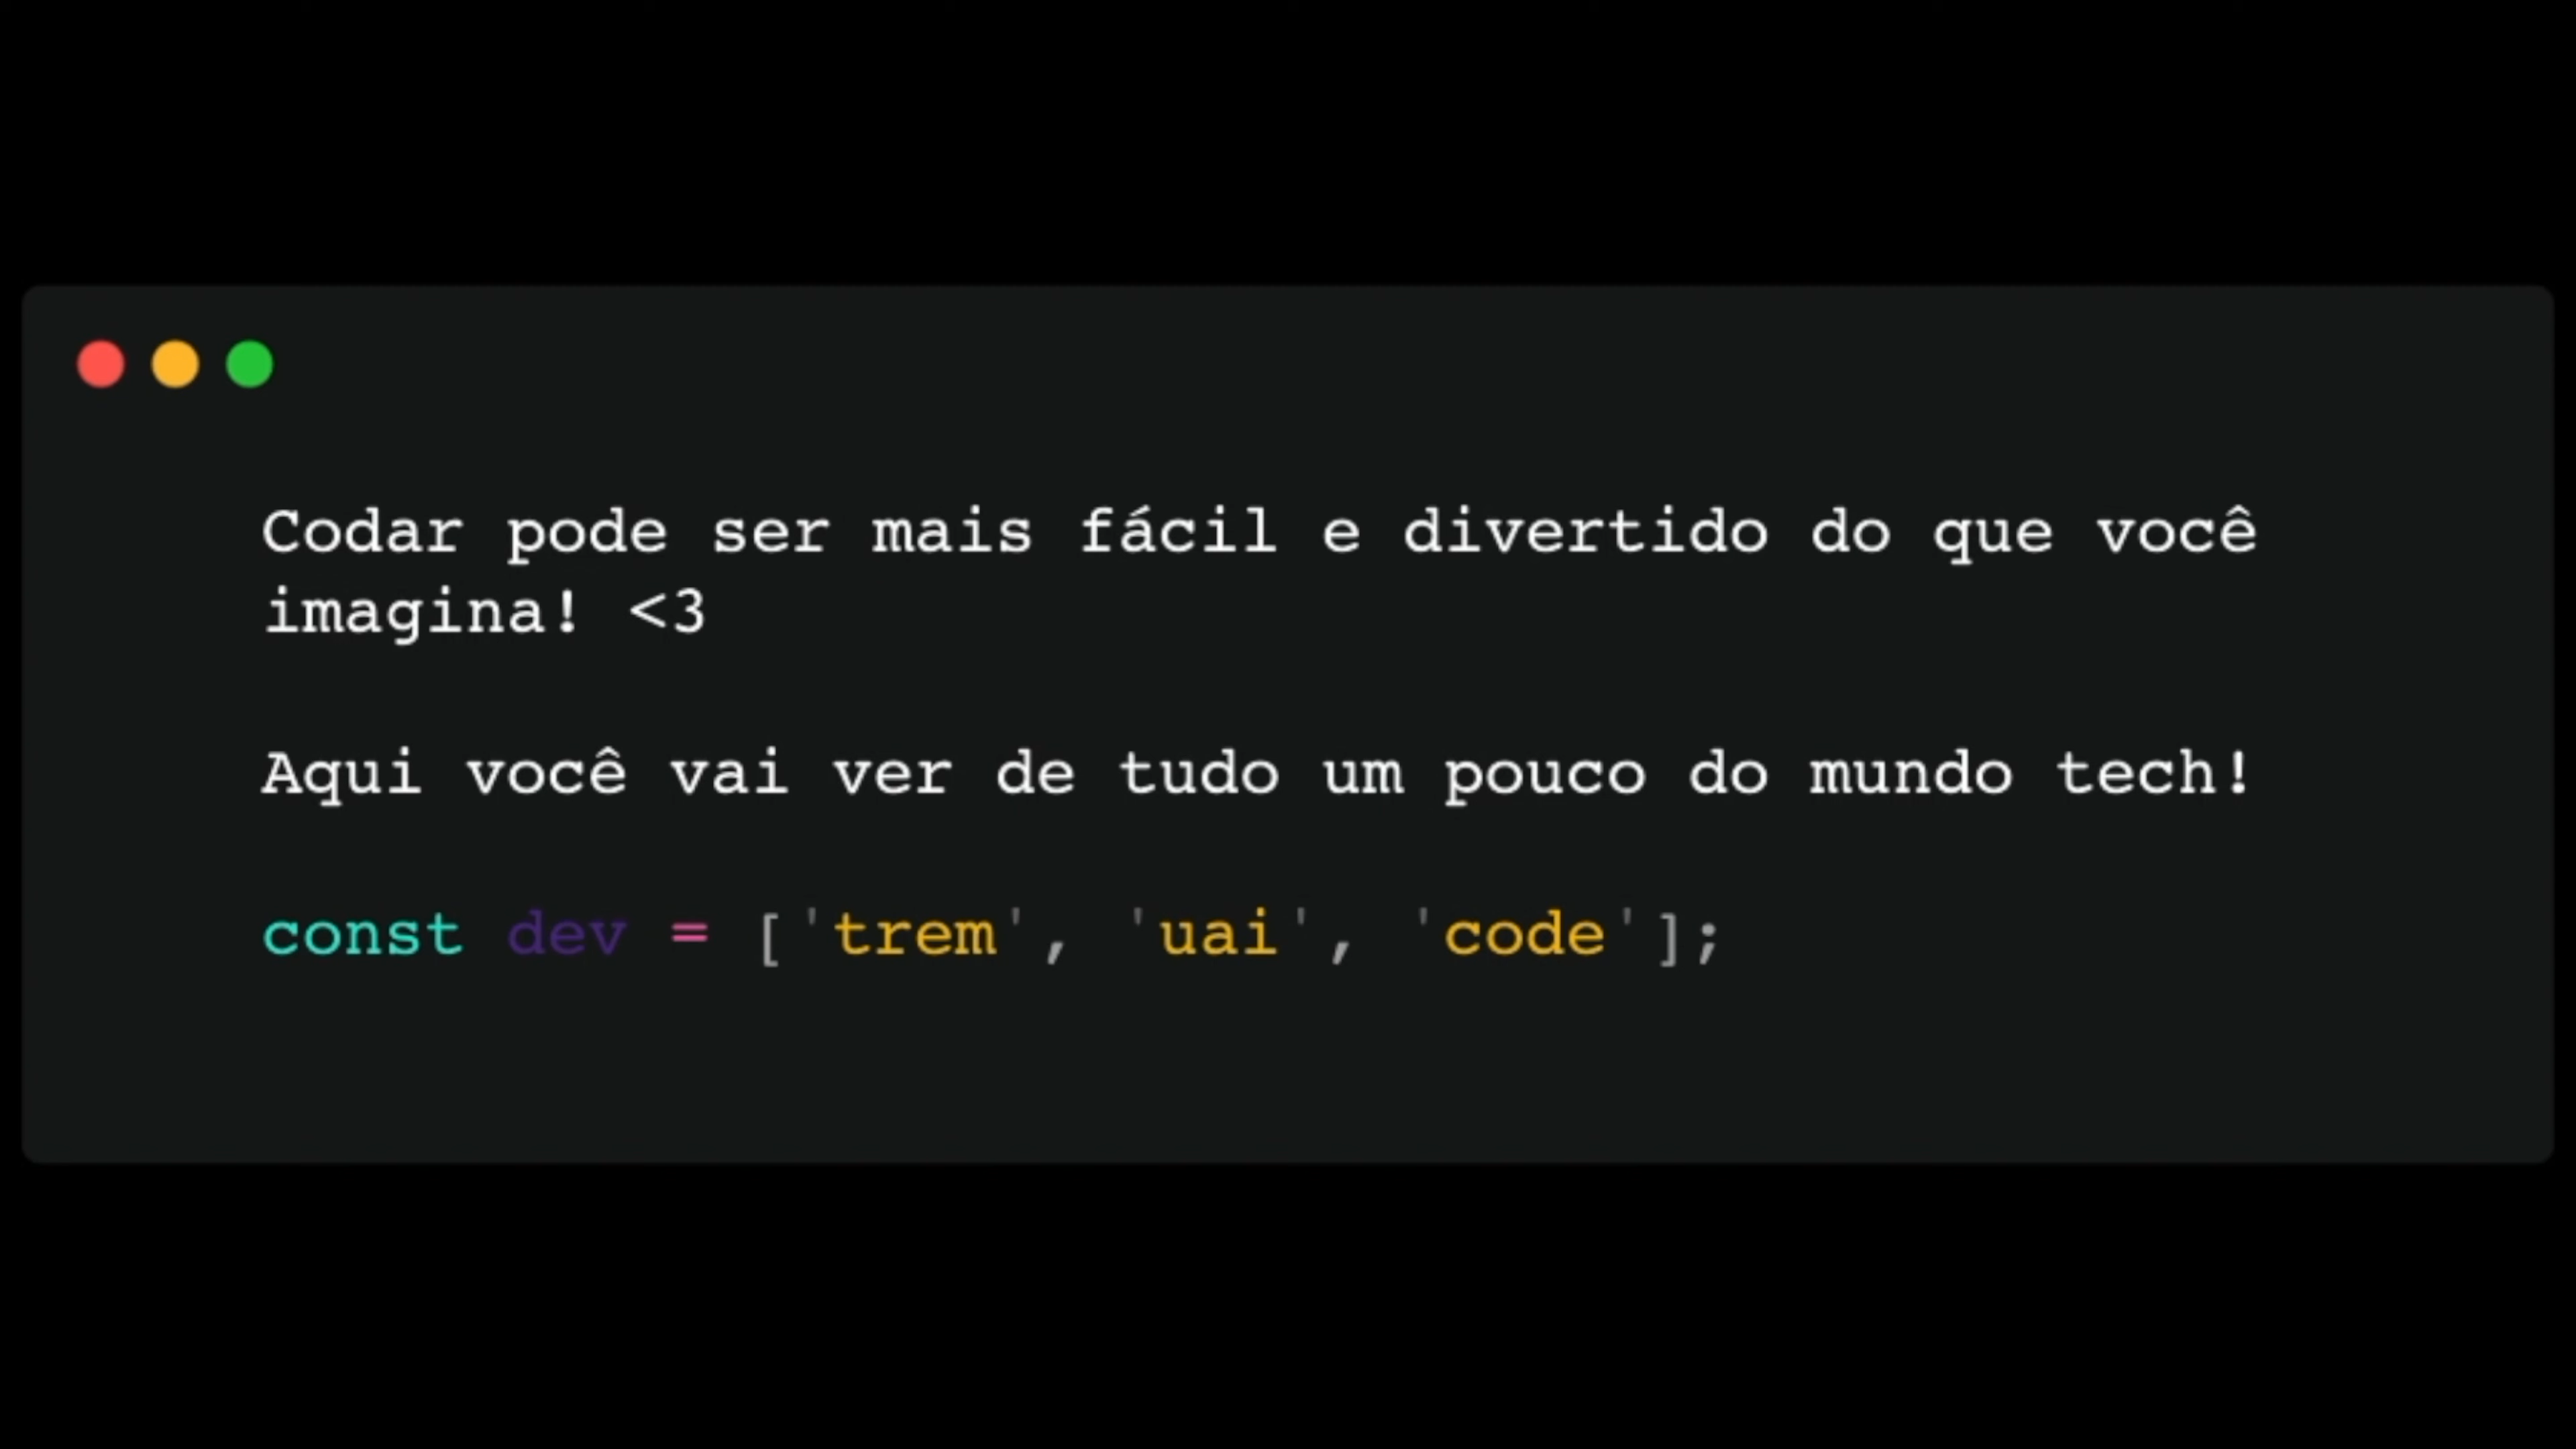 Codar pode ser mais fácil e divertido do que você
imagina! <3
Aqui você vai ver de tudo um pouco do mundo tech!
const dev = ['trem', 'uai', 'code'];